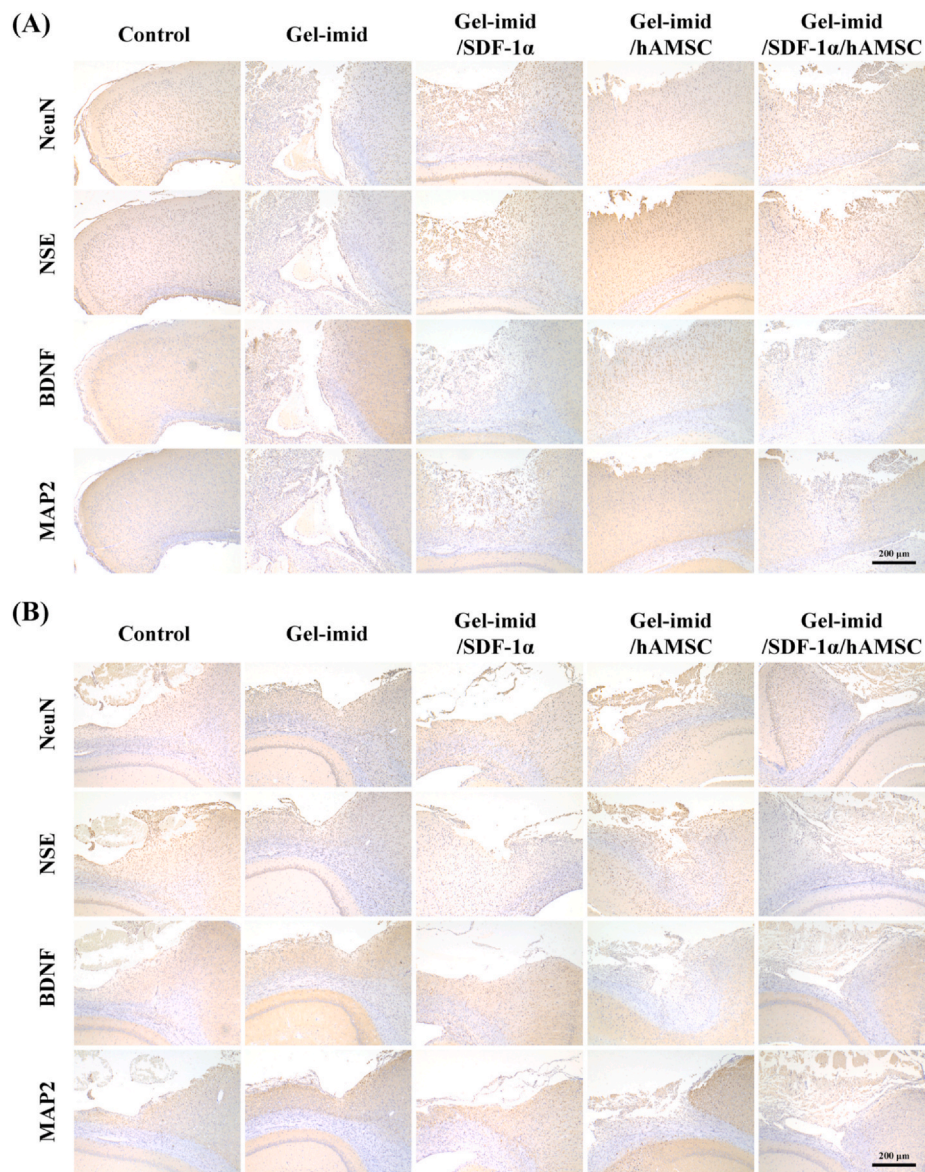 (A)
Control
Gel-imid
Gel-imid
/SDF-1α
Gel-imid
/hAMSC
Gel-imid
/SDF-1α/hAMSC
NeuN
NSE
BDNF
MAP2
200 μm
(B)
Control
Gel-imid
Gel-imid
/SDF-1α
Gel-imid
/hAMSC
Gel-imid
/SDF-1α/hAMSC
NeuN
NSE
BDNF
MAP2
200 μm